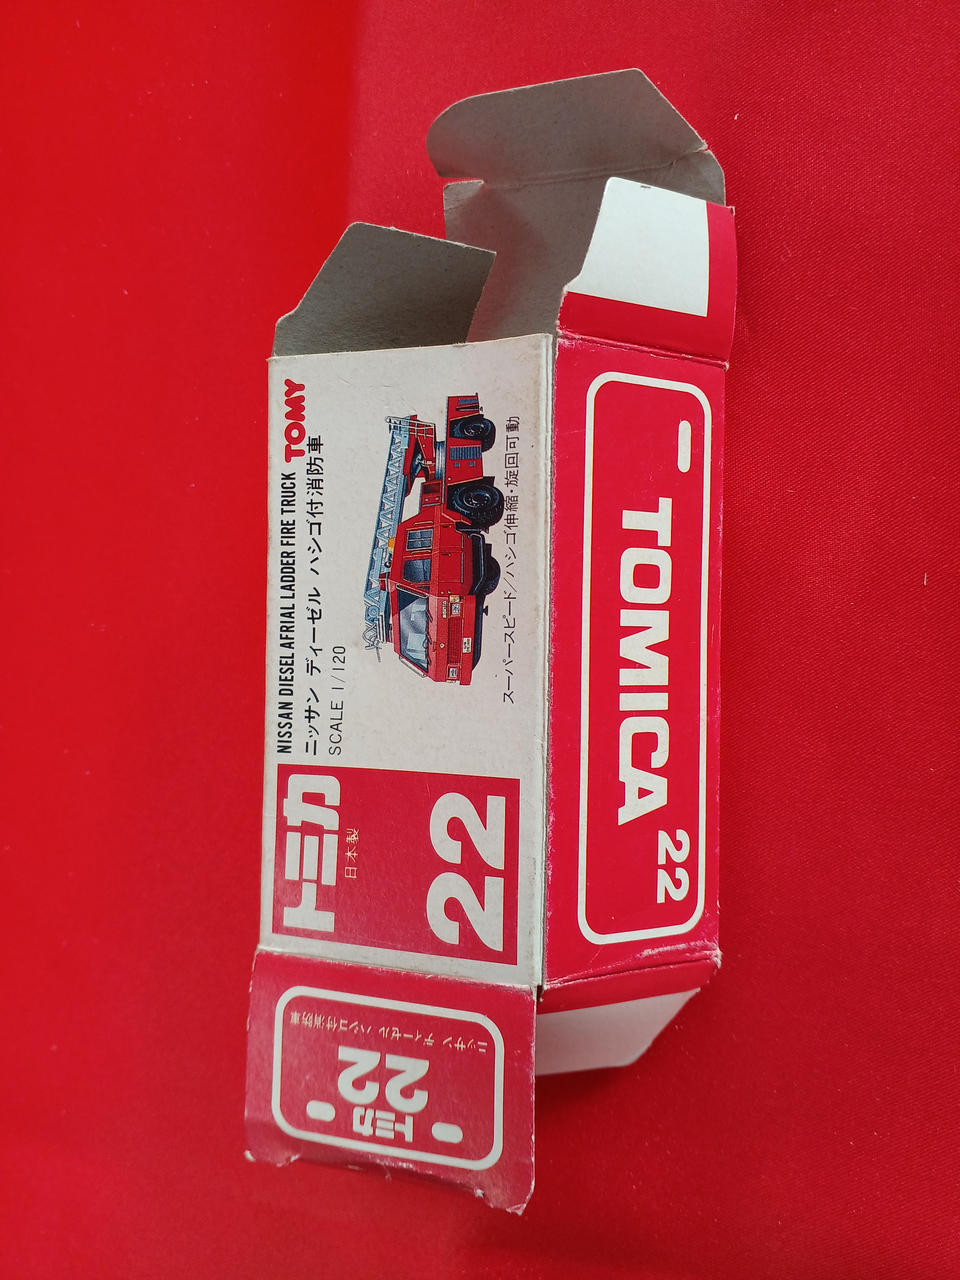 NISSAN DIESEL AFRIAL LADDER FIRE TRUCK TOMY
ニッサン ディーゼル ハシゴ付消防車
SCALE 1/120
スーパースピード/ハシゴ伸縮・旋回可動
トミカ
日本製
22
TOMICA 22
トミカ
22
ニッサン ディーゼル ハシゴ付消防車